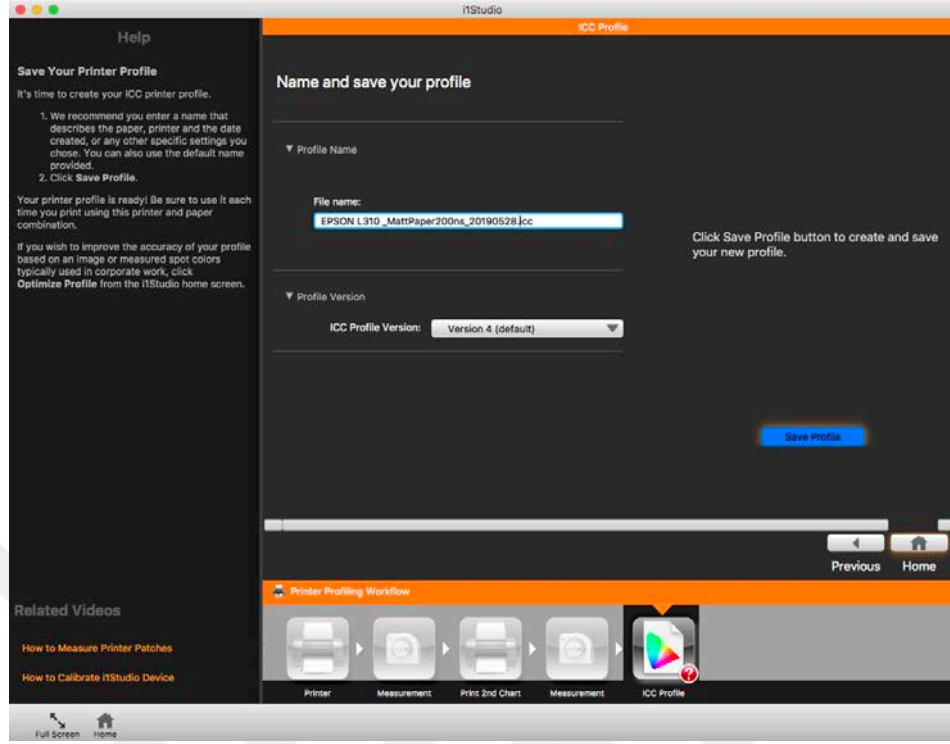 i1Studio
Help
ICC Profile
Save Your Printer Profile
It's time to create your ICC printer profile.
1. We recommend you enter a name that
describes the paper, printer and the date
created, or any other specific settings you
chose. You can also use the default name
provided.
2. Click Save Profile.
Your printer profile is ready! Be sure to use it each
time you print using this printer and paper
combination.
If you wish to improve the accuracy of your profile
based on an image or measured spot colors
typically used in corporate work, click
Optimize Profile from the i1Studio home screen.
Name and save your profile
Profile Name
File name:
EPSON L310 _MattPaper200ns_20190528.icc
Click Save Profile button to create and save
your new profile.
Profile Version
ICC Profile Version: Version 4 (default)
Save Profile
Previous Home
Printer Profiling Workflow
Related Videos
How to Measure Printer Patches
How to Calibrate i1Studio Device
Printer Measurement Print 2nd Chart Measurement ICC Profile
Full Screen Home